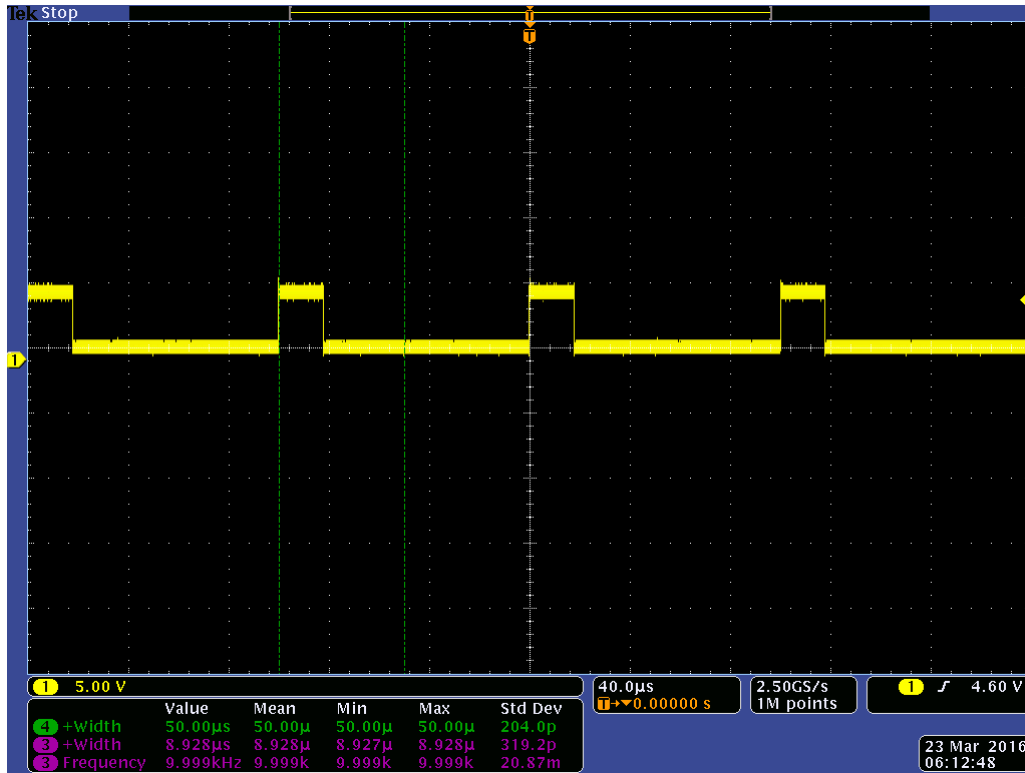 Tek Stop
T
T
1
1 5.00 V
40.0µs
T→▼0.00000 s
2.50GS/s
1M points
1 ∫ 4.60 V
Value Mean Min Max Std Dev
4 +Width 50.00µs 50.00µ 50.00µ 50.00µ 204.0p
3 +Width 8.928µs 8.928µ 8.927µ 8.928µ 319.2p
3 Frequency 9.999kHz 9.999k 9.999k 9.999k 20.87m
23 Mar 2016
06:12:48